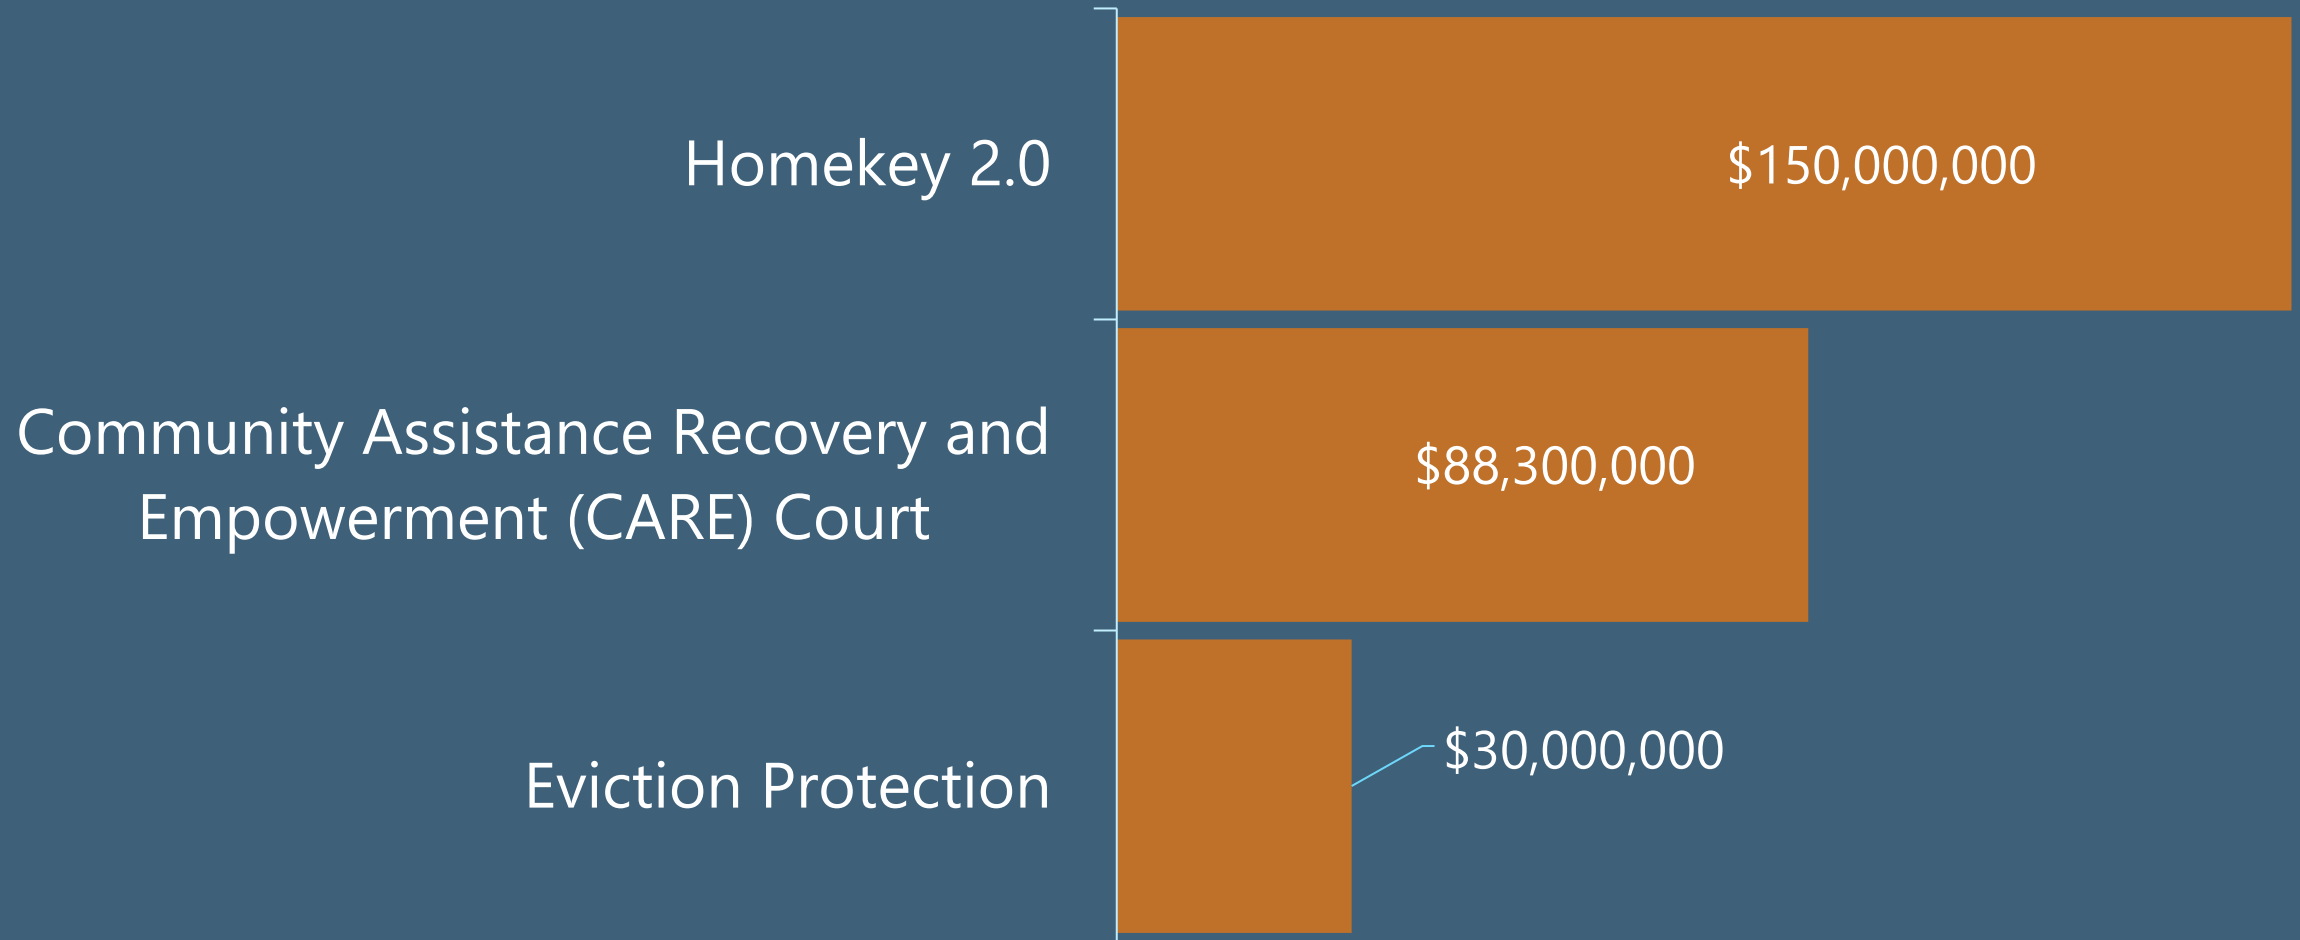 Homekey 2.0
$150,000,000
Community Assistance Recovery and
Empowerment (CARE) Court
$88,300,000
Eviction Protection
$30,000,000